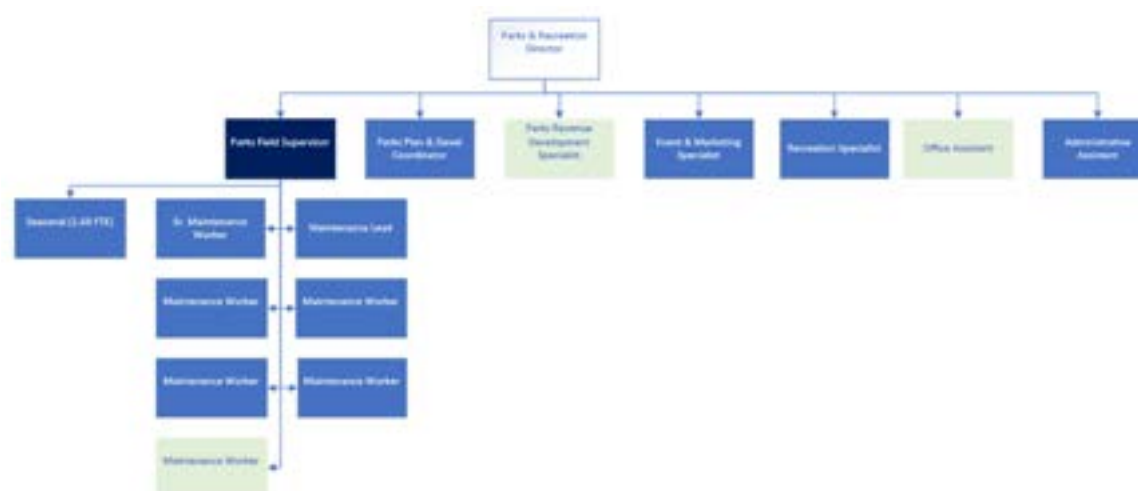 Parks & Recreation
Director
Parks Field Supervisor
Parks Plan & Devel
Coordinator
Parks Revenue
Development
Specialist
Event & Marketing
Specialist
Recreation Specialist
Office Assistant
Administrative
Assistant
Seasonal FTE)
Sr. Maintenance
Worker
Maintenance Lead
Maintenance Worker
Maintenance Worker
Maintenance Worker
Maintenance Worker
Maintenance Worker